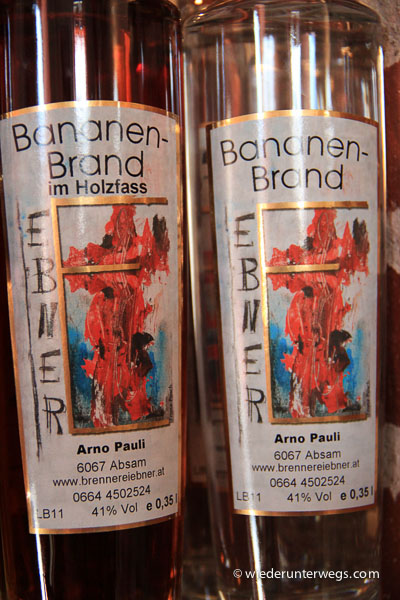 Bananen-
Brand
im Holzfass
EBNER
Arno Pauli
6067 Absam
www.brennereiebner.at
0664 4502524
LB11 41% Vol e 0,35 l
Bananen-
Brand
EBNER
Arno Pauli
6067 Absam
www.brennereiebner.at
0664 4502524
LB11 41% Vol e 0,35 l
© wiederunterwegs.com